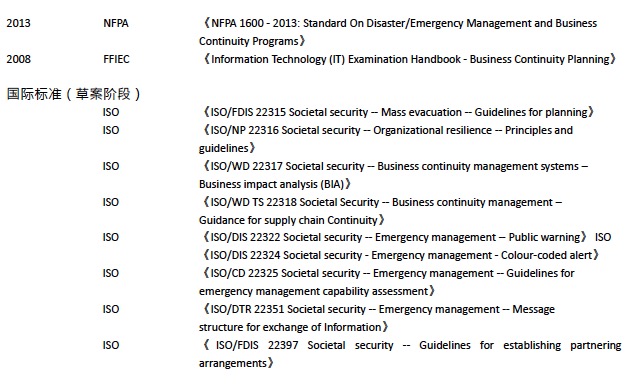 2013 NFPA 《NFPA 1600 - 2013: Standard On Disaster/Emergency Management and Business
Continuity Programs》
2008 FFIEC 《Information Technology (IT) Examination Handbook - Business Continuity Planning》
国际标准（草案阶段）
ISO 《ISO/FDIS 22315 Societal security -- Mass evacuation -- Guidelines for planning》
ISO 《ISO/NP 22316 Societal security -- Organizational resilience -- Principles and
guidelines》
ISO 《ISO/WD 22317 Societal security -- Business continuity management systems –
Business impact analysis (BIA)》
ISO 《ISO/WD TS 22318 Societal Security -- Business continuity management –
Guidance for supply chain Continuity》
ISO 《ISO/DIS 22322 Societal security -- Emergency management -- Public warning》 ISO
《ISO/DIS 22324 Societal security - Emergency management - Colour-coded alert》
ISO 《ISO/CD 22325 Societal security -- Emergency management -- Guidelines for
emergency management capability assessment》
ISO 《ISO/DTR 22351 Societal security -- Emergency management -- Message
structure for exchange of Information》
ISO 《ISO/FDIS 22397 Societal security -- Guidelines for establishing partnering
arrangements》